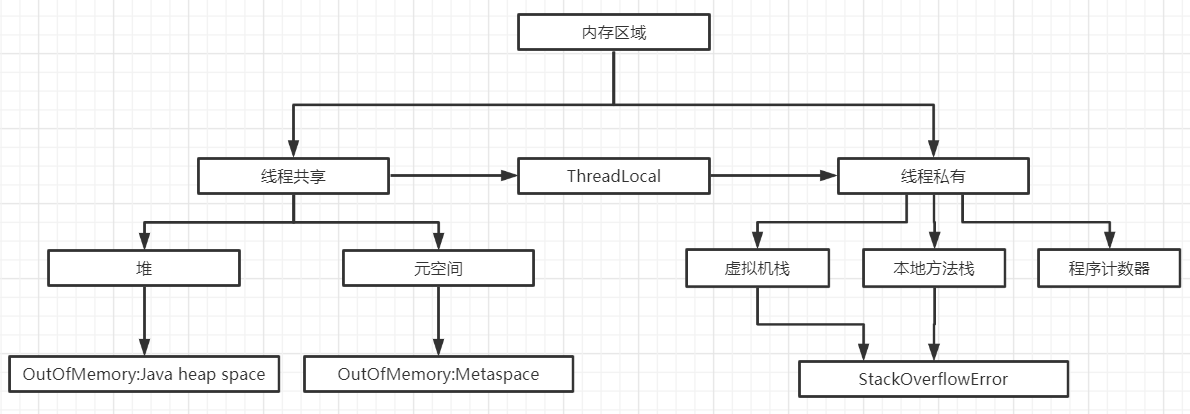 内存区域
线程共享
ThreadLocal
线程私有
堆
元空间
虚拟机栈
本地方法栈
程序计数器
OutOfMemory:Java heap space
OutOfMemory:Metaspace
StackOverflowError